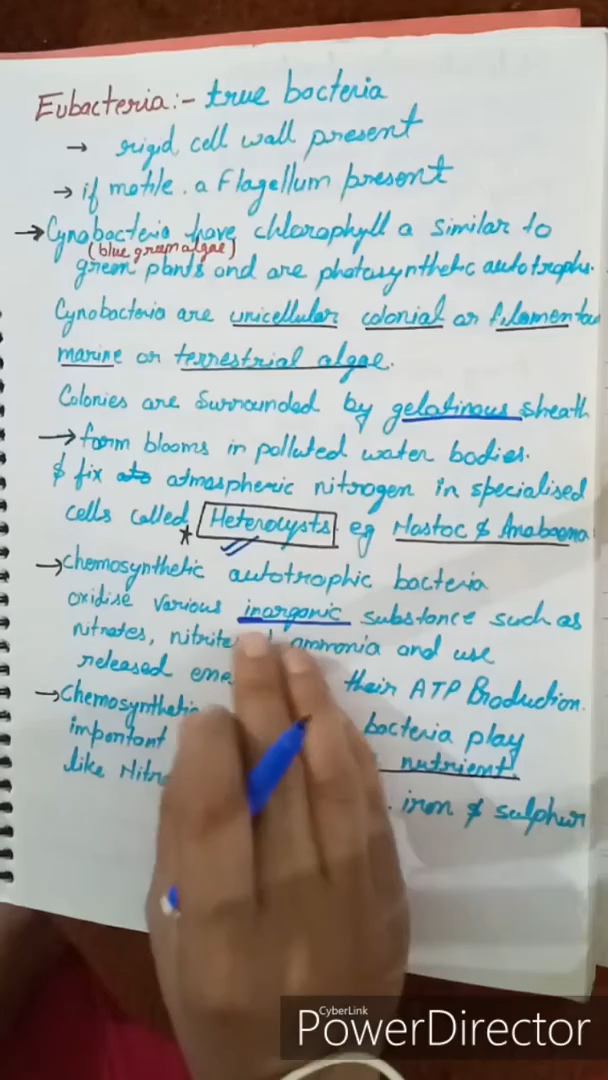 Eubacteria :- true bacteria
→ rigid cell wall present
→ if motile . a Flagellum present
→ Cynobacteria have chlorophyll a similar to
(blue green algae)
green plants and are photosynthetic autotrophs.
Cynobacteria are unicellular colonial or filamentous
marine or terrestrial algae.
Colonies are surrounded by gelatinous sheath
→ form blooms in polluted water bodies.
& fix atmospheric nitrogen in specialised
cells called Heterolysts eg Nostoc & Anabaena
→ Chemosynthetic autotrophic bacteria
oxidise various inorganic substance such as
nitrates, nitrite ammonia and use
released their ATP Production.
→ Chemosynthetic bacteria play
important nutrient
like iron & sulphur
CyberLink
PowerDirector